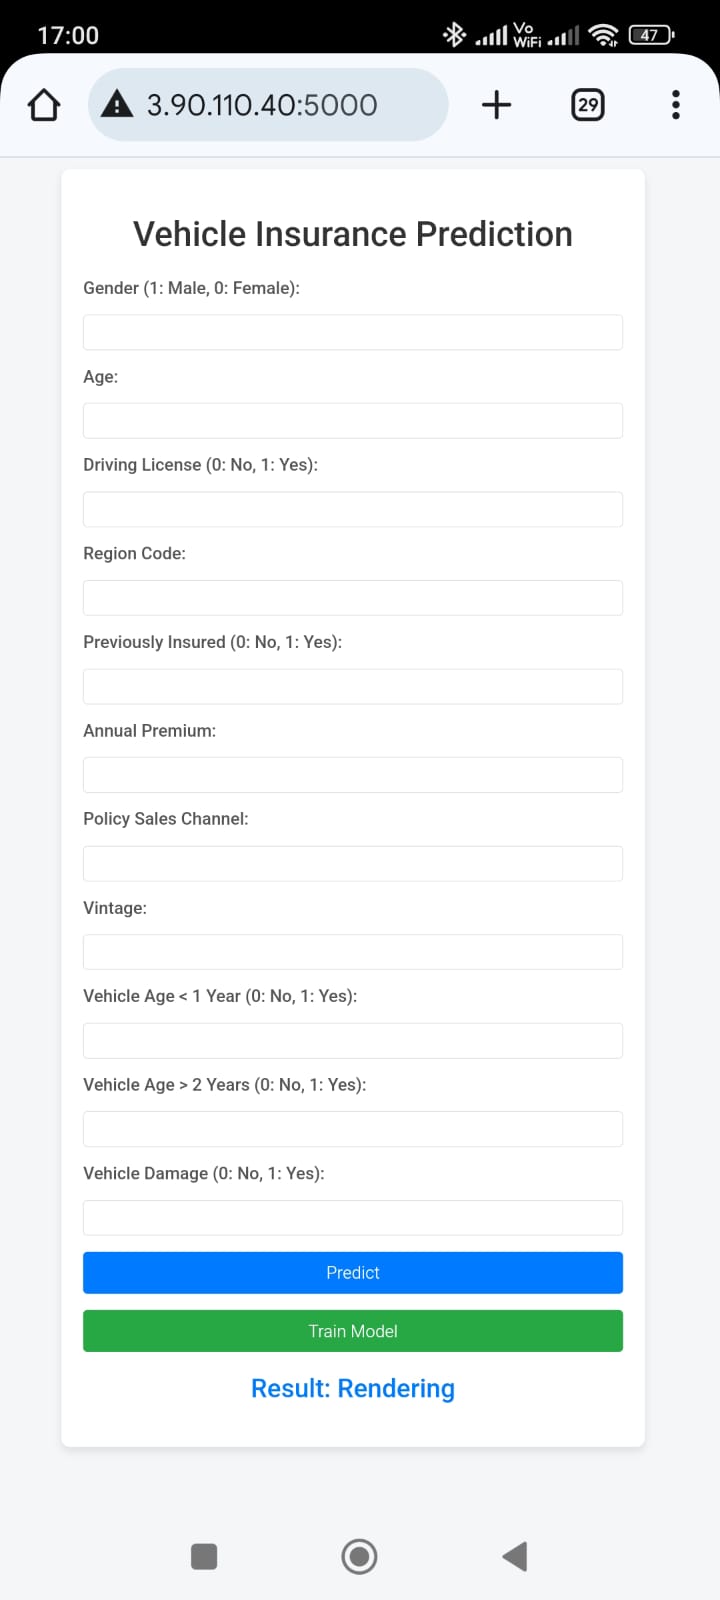 17:00
Vo
WiFi
47
3.90.110.40:5000
29
Vehicle Insurance Prediction
Gender (1: Male, 0: Female):
Age:
Driving License (0: No, 1: Yes):
Region Code:
Previously Insured (0: No, 1: Yes):
Annual Premium:
Policy Sales Channel:
Vintage:
Vehicle Age < 1 Year (0: No, 1: Yes):
Vehicle Age > 2 Years (0: No, 1: Yes):
Vehicle Damage (0: No, 1: Yes):
Predict
Train Model
Result: Rendering